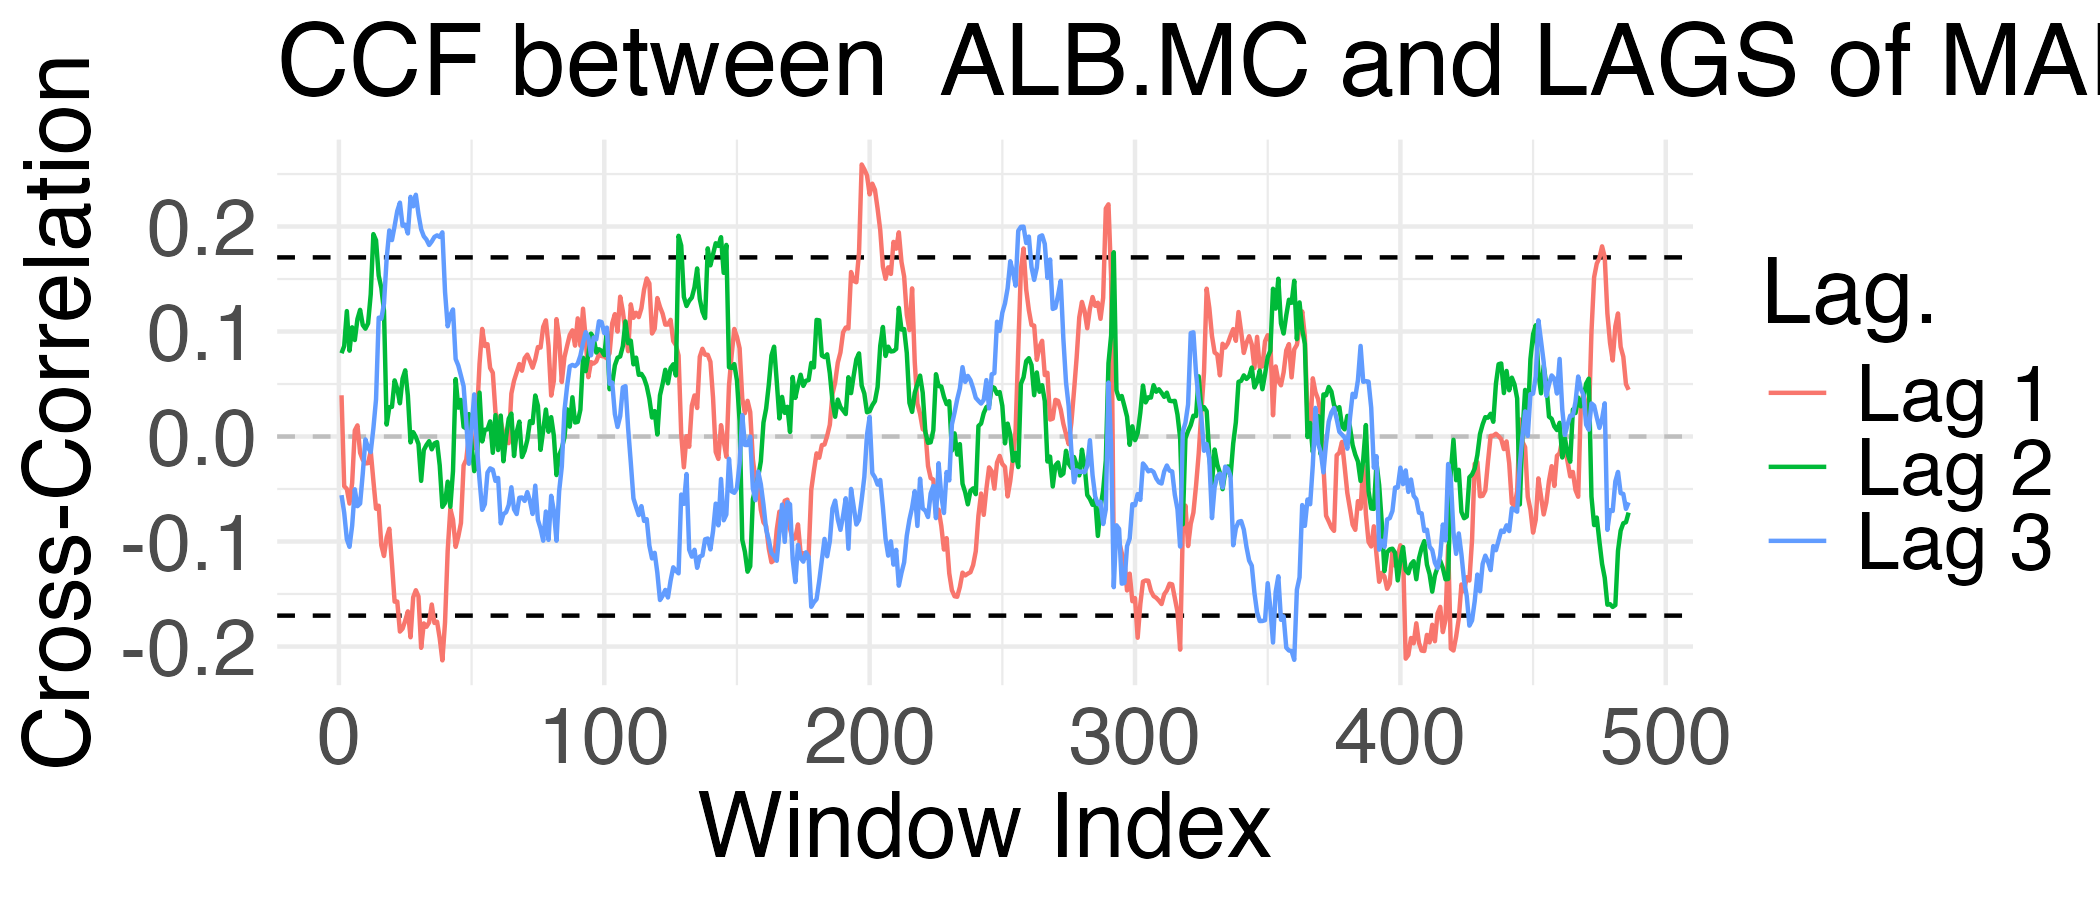 CCF between  ALB.MC and LAGS of MA
Cross-Correlation
0.2
0.1
0.0
-0.1
-0.2
0 100 200 300 400 500
Window Index
Lag.
Lag 1
Lag 2
Lag 3